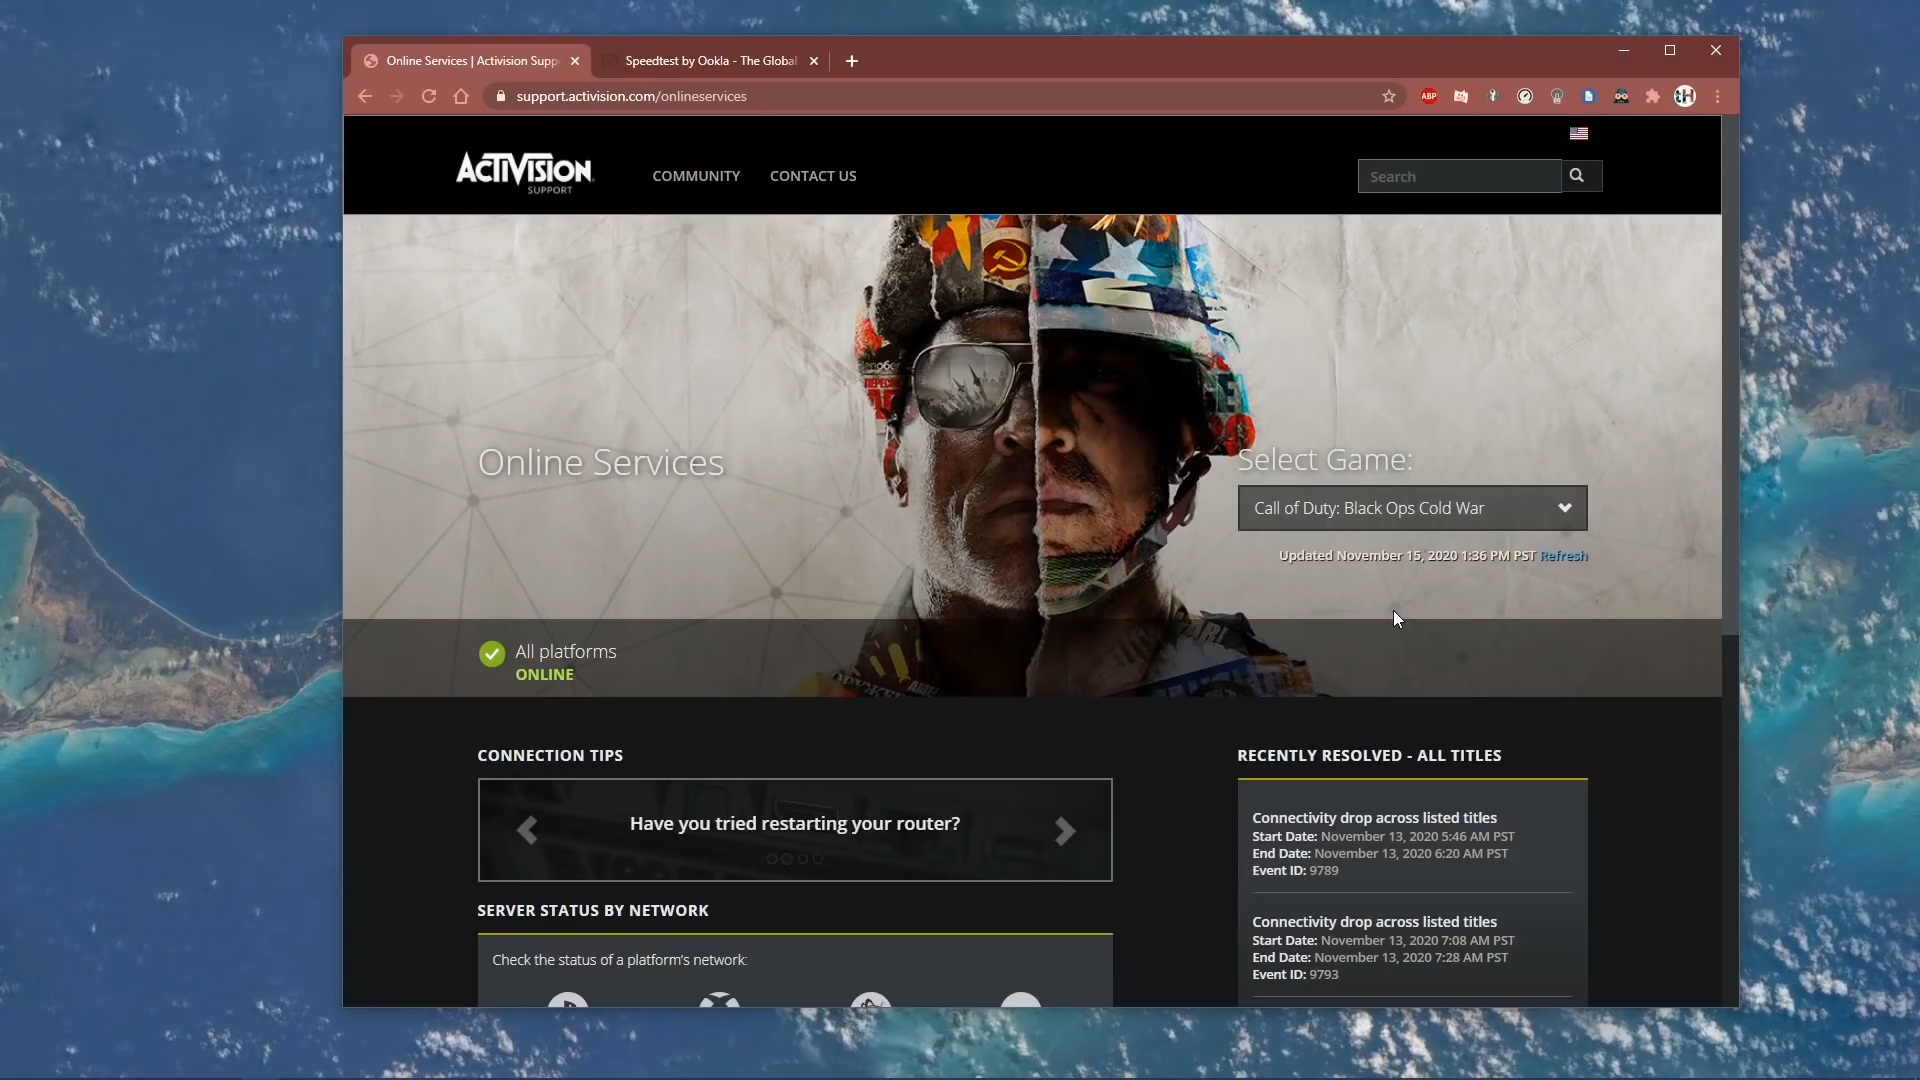 Online Services | Activision Supp
Speedtest by Ookla - The Global
support.activision.com/onlineservices
ABP
ACTIVISION
SUPPORT
COMMUNITY
CONTACT US
Search
Online Services
Select Game:
Call of Duty: Black Ops Cold War
Updated November 15, 2020 1:36 PM PST Refresh
All platforms
ONLINE
CONNECTION TIPS
Have you tried restarting your router?
SERVER STATUS BY NETWORK
Check the status of a platform's network:
RECENTLY RESOLVED - ALL TITLES
Connectivity drop across listed titles
Start Date: November 13, 2020 5:46 AM PST
End Date: November 13, 2020 6:20 AM PST
Event ID: 9789
Connectivity drop across listed titles
Start Date: November 13, 2020 7:08 AM PST
End Date: November 13, 2020 7:28 AM PST
Event ID: 9793